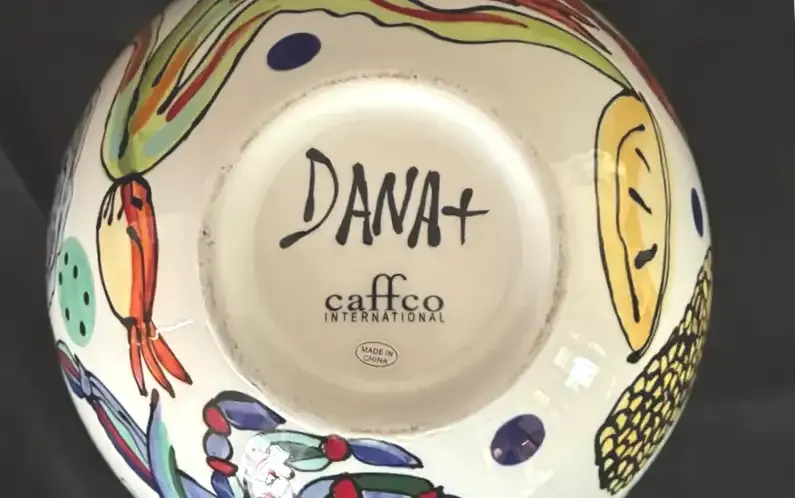 DANA+
caffco
INTERNATIONAL
MADE IN
CHINA